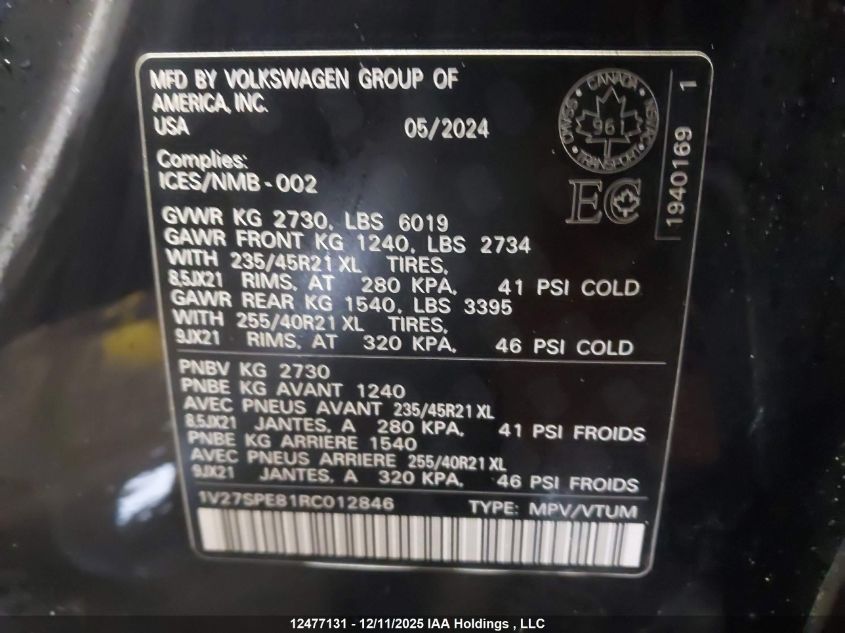 MFD BY VOLKSWAGEN GROUP OF
AMERICA, INC.
USA 05/2024
Complies:
ICES/NMB-002
CANADA
961
TRANSPORT
EC
1940169 1
GVWR KG 2730, LBS 6019
GAWR FRONT KG 1240, LBS 2734
WITH 235/45R21 XL TIRES,
8,5JX21 RIMS, AT 280 KPA, 41 PSI COLD
GAWR REAR KG 1540, LBS 3395
WITH 255/40R21 XL TIRES,
9JX21 RIMS, AT 320 KPA, 46 PSI COLD
PNBV KG 2730
PNBE KG AVANT 1240
AVEC PNEUS AVANT 235/45R21 XL
8,5JX21 JANTES, A 280 KPA, 41 PSI FROIDS
PNBE KG ARRIERE 1540
AVEC PNEUS ARRIERE 255/40R21 XL
9JX21 JANTES, A 320 KPA, 46 PSI FROIDS
1V27SPE81RC012846 TYPE: MPV/VTUM
12477131 - 12/11/2025 IAA Holdings , LLC